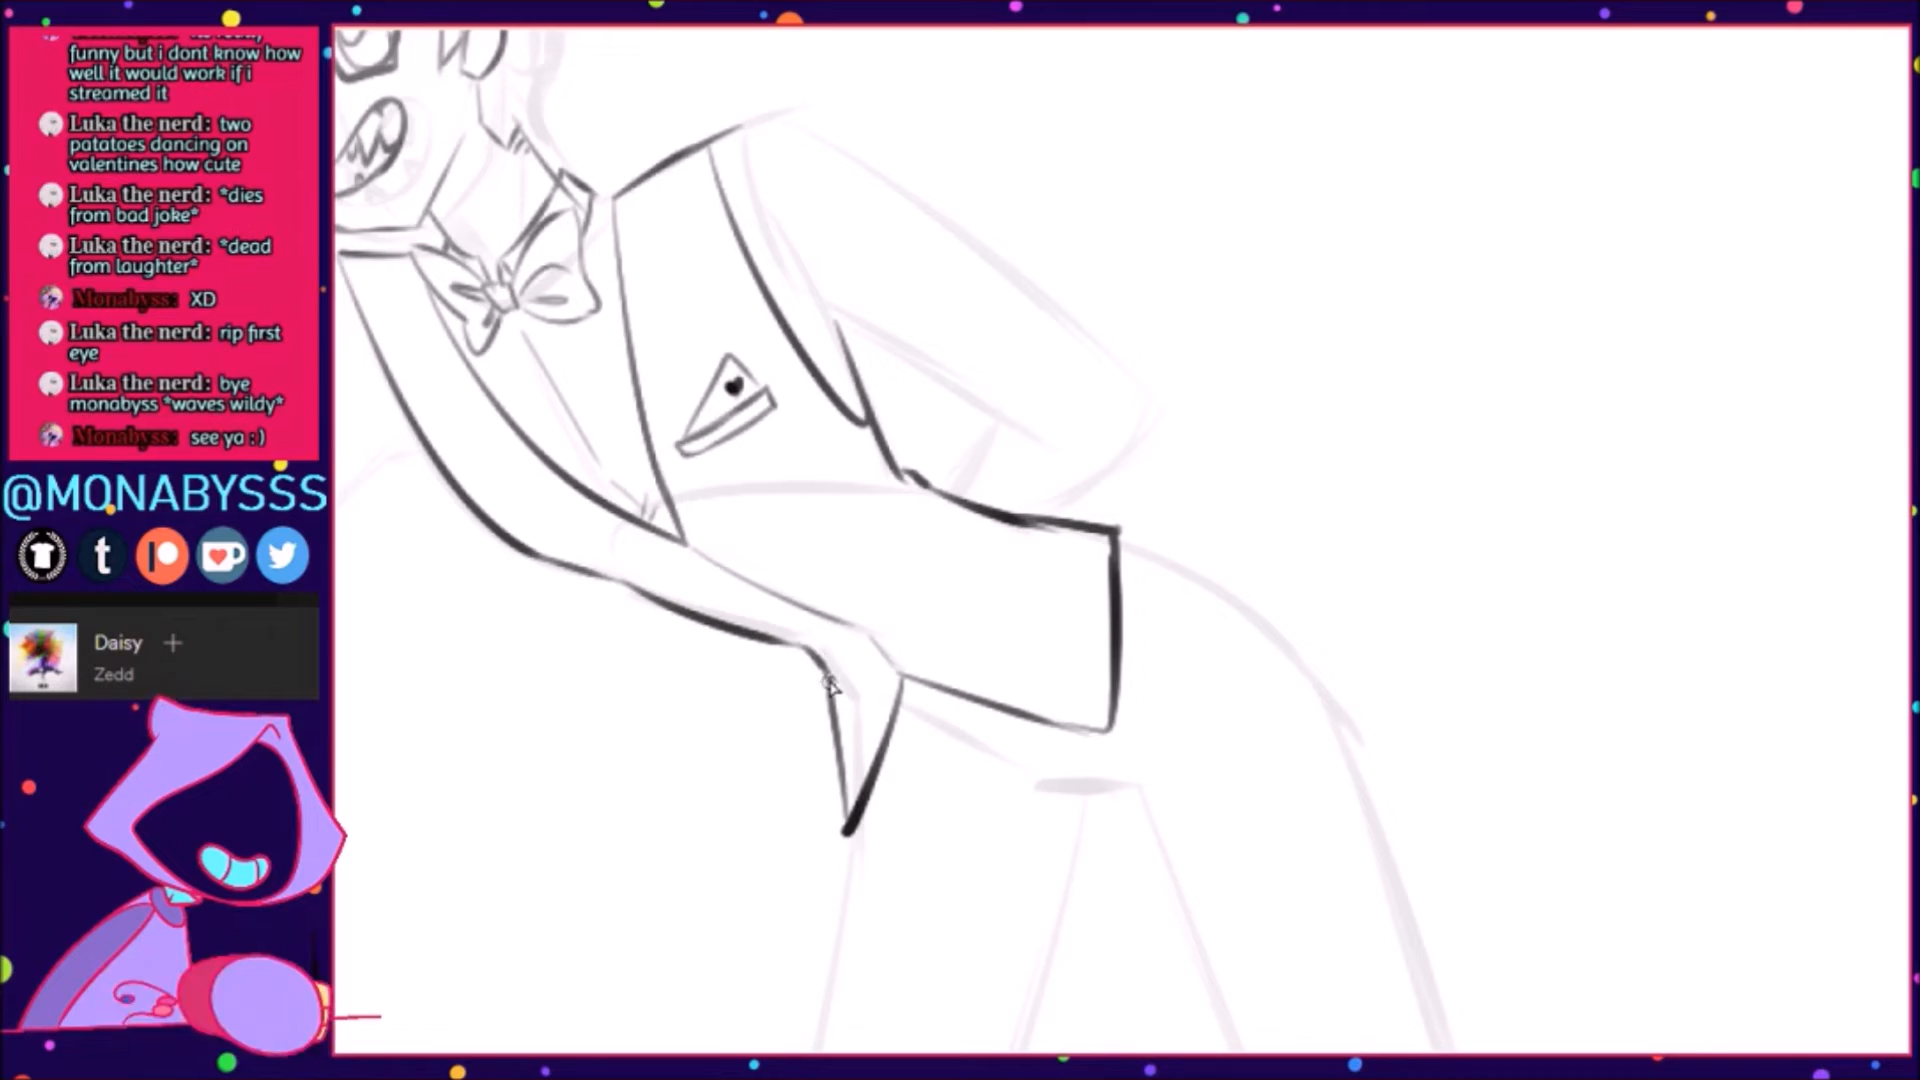 funny but i dont know how
well it would work if i
streamed it
Luka the nerd: two
patatoes dancing on
valentines how cute
Luka the nerd: *dies
from bad joke*
Luka the nerd: *dead
from laughter*
Monabyss: XD
Luka the nerd: rip first
eye
Luka the nerd: bye
monabyss *waves wildy*
Monabyss: see ya :)
@MONABYSSS
Daisy +
Zedd